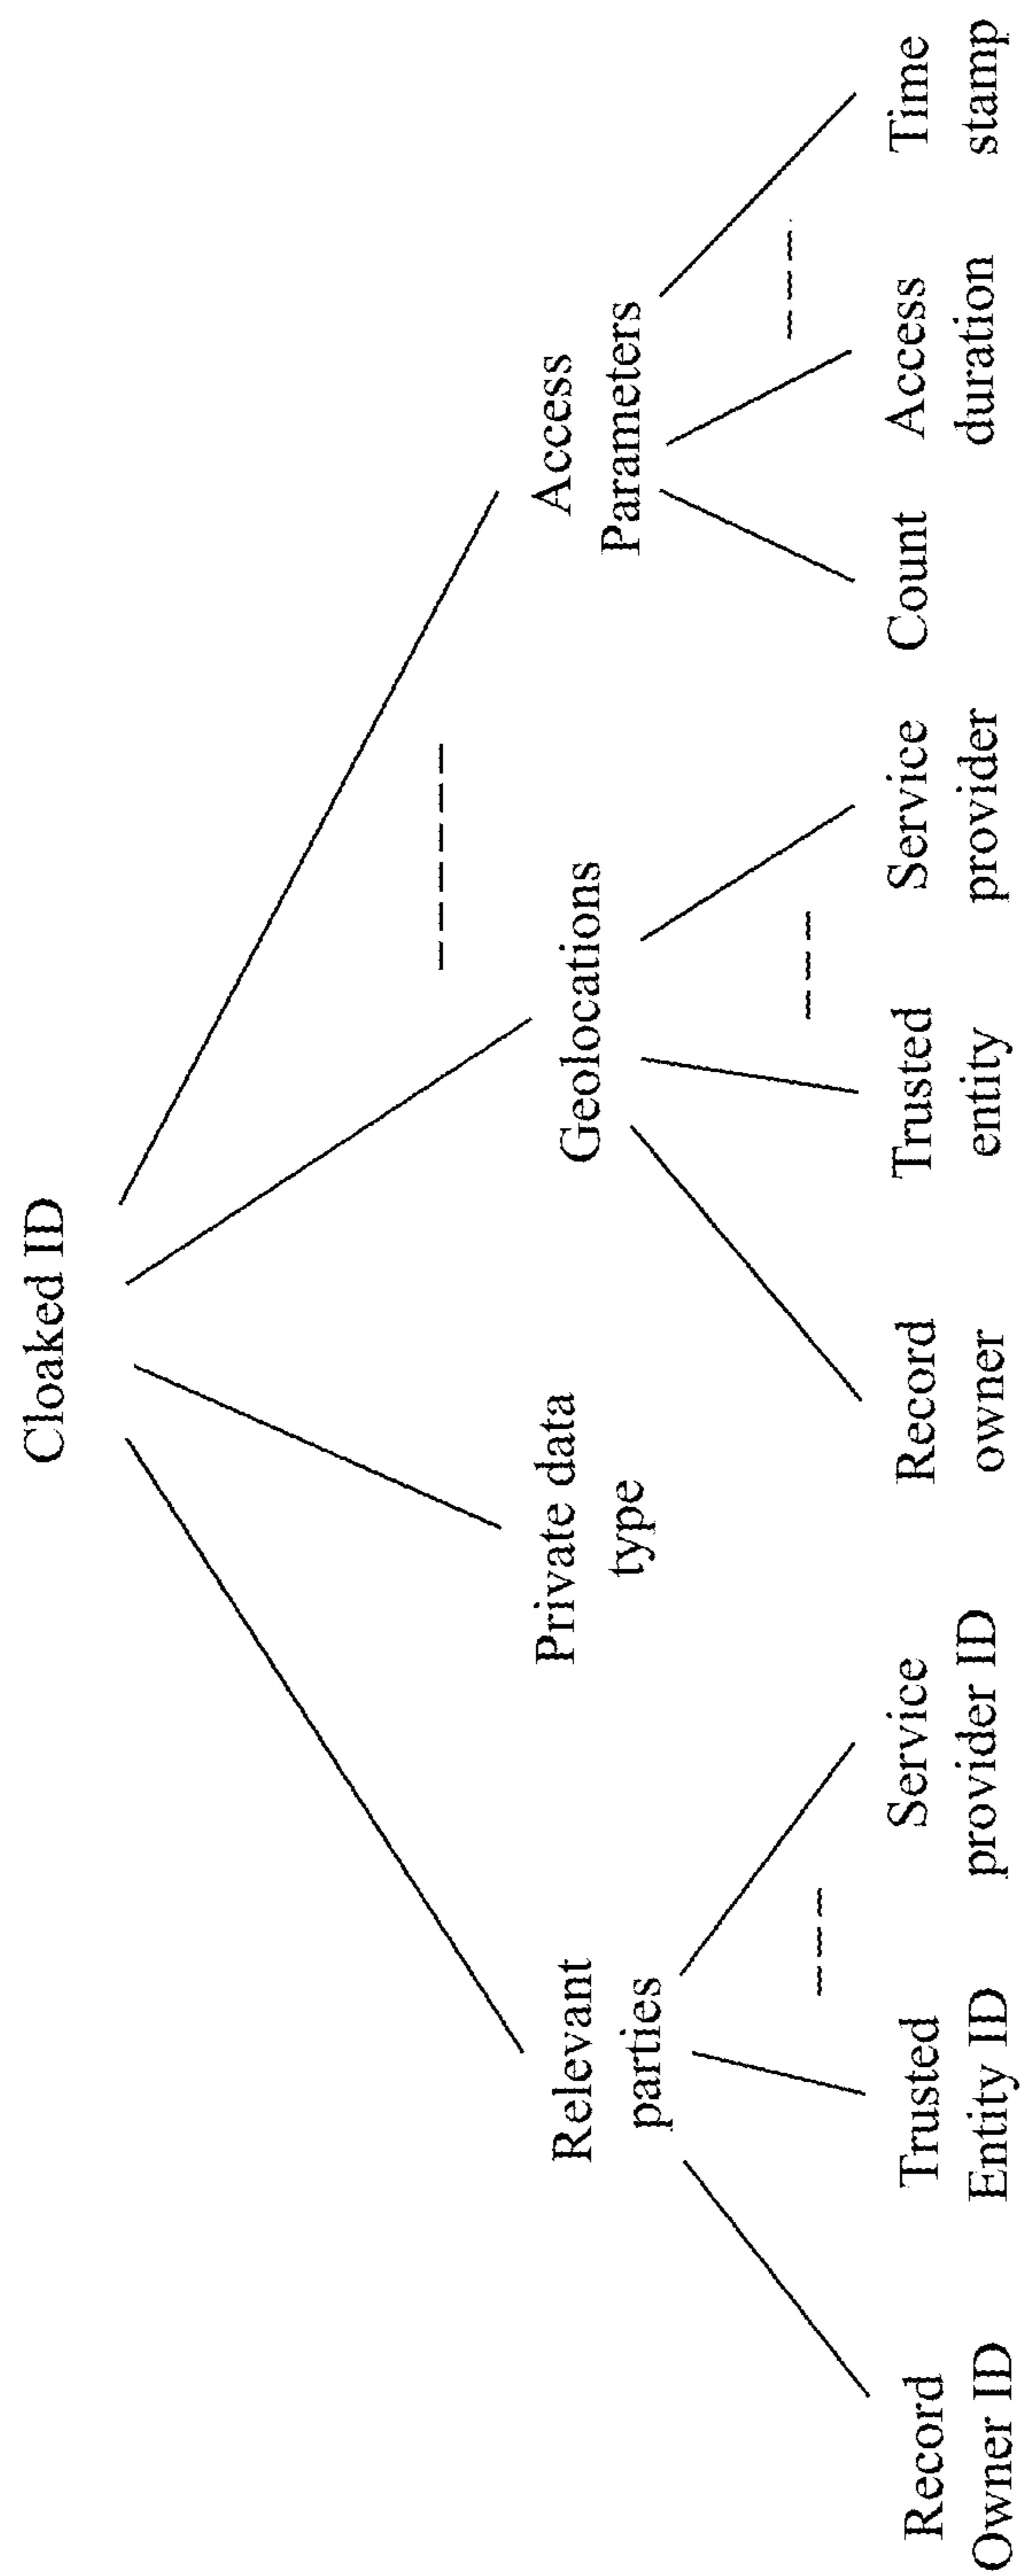 Cloaked ID
Relevant
parties
Private data
type
Geolocations
Access
Parameters
Record
Owner ID
Trusted
Entity ID
Service
provider ID
Record
owner
Trusted
entity
Service
provider
Count
Access
duration
Time
stamp